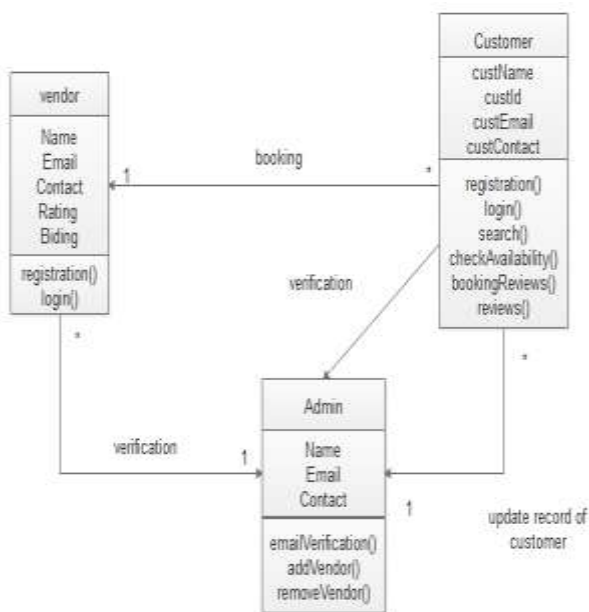 Customer
custName
custId
custEmail
custContact
registration()
login()
search()
checkAvailability()
bookingReviews()
reviews()
vendor
Name
Email
Contact
Rating
Biding
registration()
login()
booking
1
*
verification
*
verification
1
*
1
update record of
customer
Admin
Name
Email
Contact
emailVerification()
addVendor()
removeVendor()